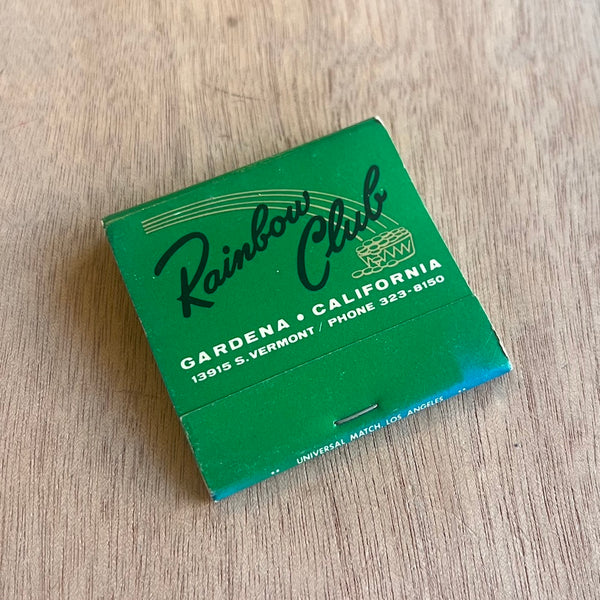 Rainbow
Club
GARDENA • CALIFORNIA
13915 S. VERMONT / PHONE 323-8150
UNIVERSAL MATCH, LOS ANGELES